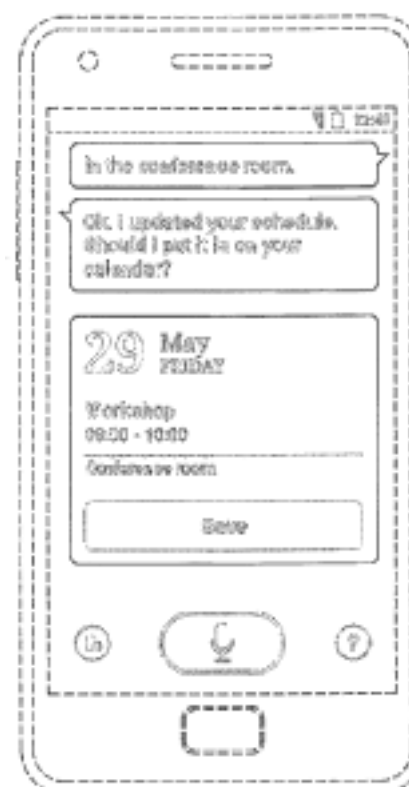 In the conference room.
Ok. I updated your schedule.
Should I put it in on your
calendar?
29 May
FRIDAY
Workshop
09:00 - 10:00
Conference room
Save
?